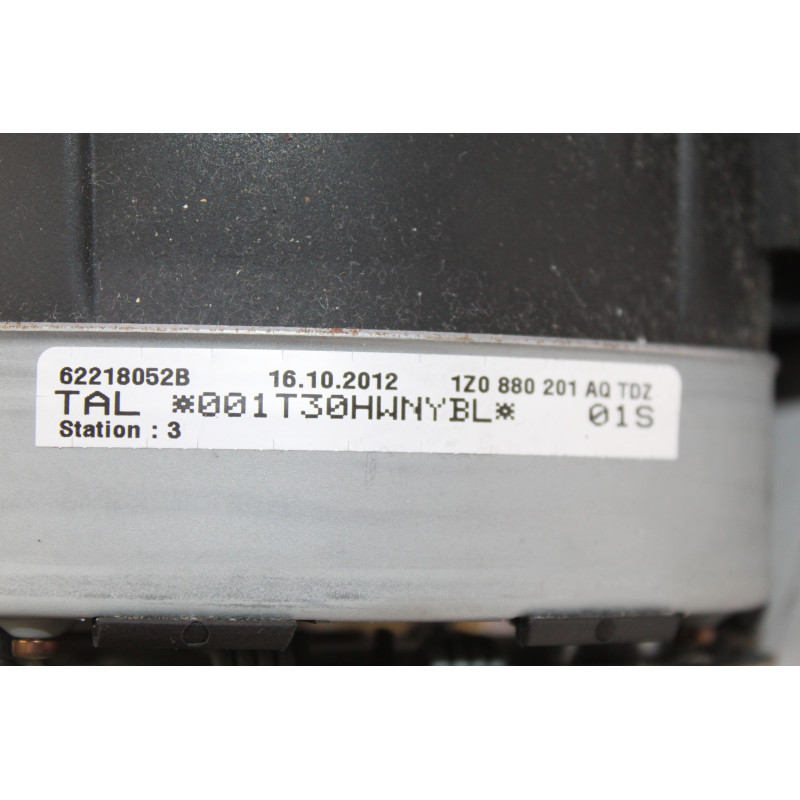 62218052B 16.10.2012 1Z0 880 201 AQ TDZ
TAL *001T30HWNYBL* 01S
Station : 3